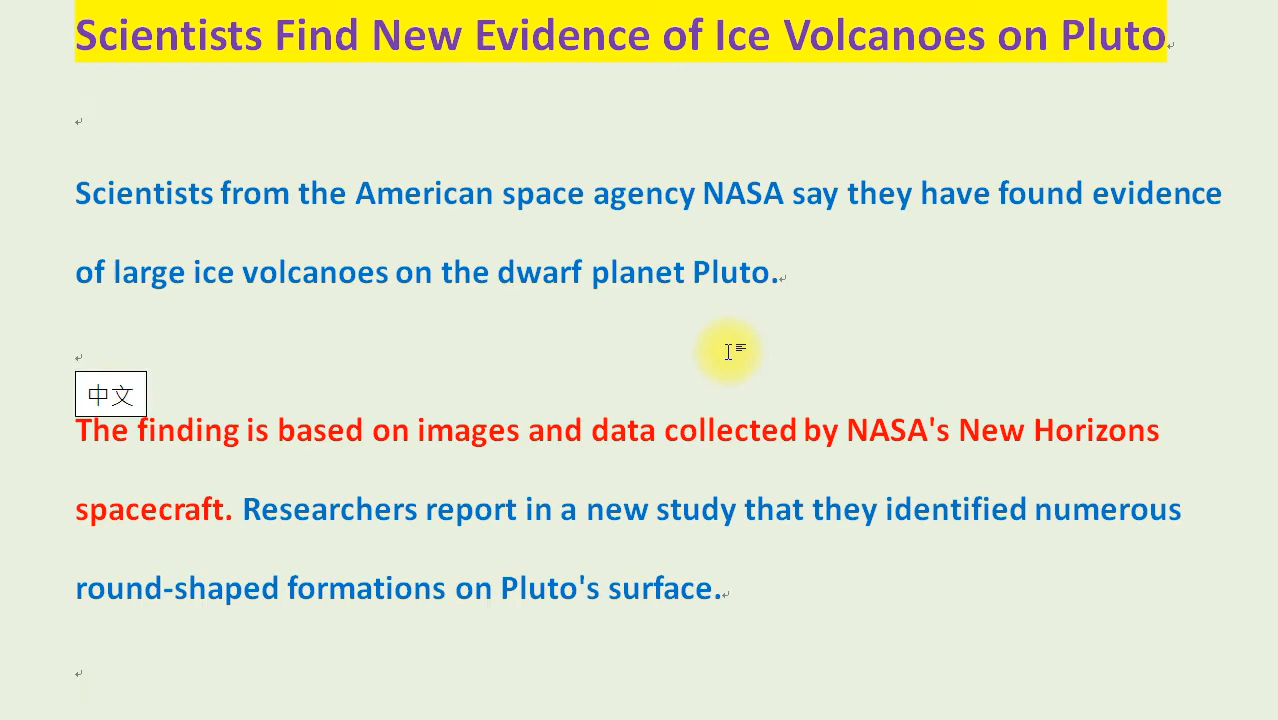 Scientists Find New Evidence of Ice Volcanoes on Pluto
Scientists from the American space agency NASA say they have found evidence
of large ice volcanoes on the dwarf planet Pluto.
中文
The finding is based on images and data collected by NASA's New Horizons
spacecraft. Researchers report in a new study that they identified numerous
round-shaped formations on Pluto's surface.